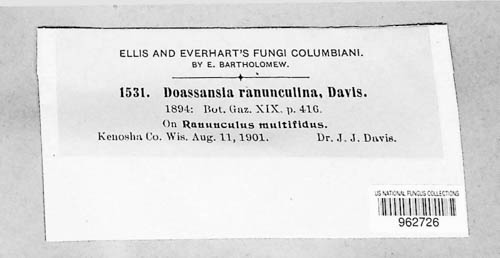 ELLIS AND EVERHART'S FUNGI COLUMBIANI.
BY E. BARTHOLOMEW.
1531. Doassansia ranunculina, Davis.
1894: Bot. Gaz. XIX. p. 416.
On Ranunculus multifidus.
Kenosha Co. Wis. Aug. 11, 1901. Dr. J. J. Davis.
US NATIONAL FUNGUS COLLECTIONS
962726